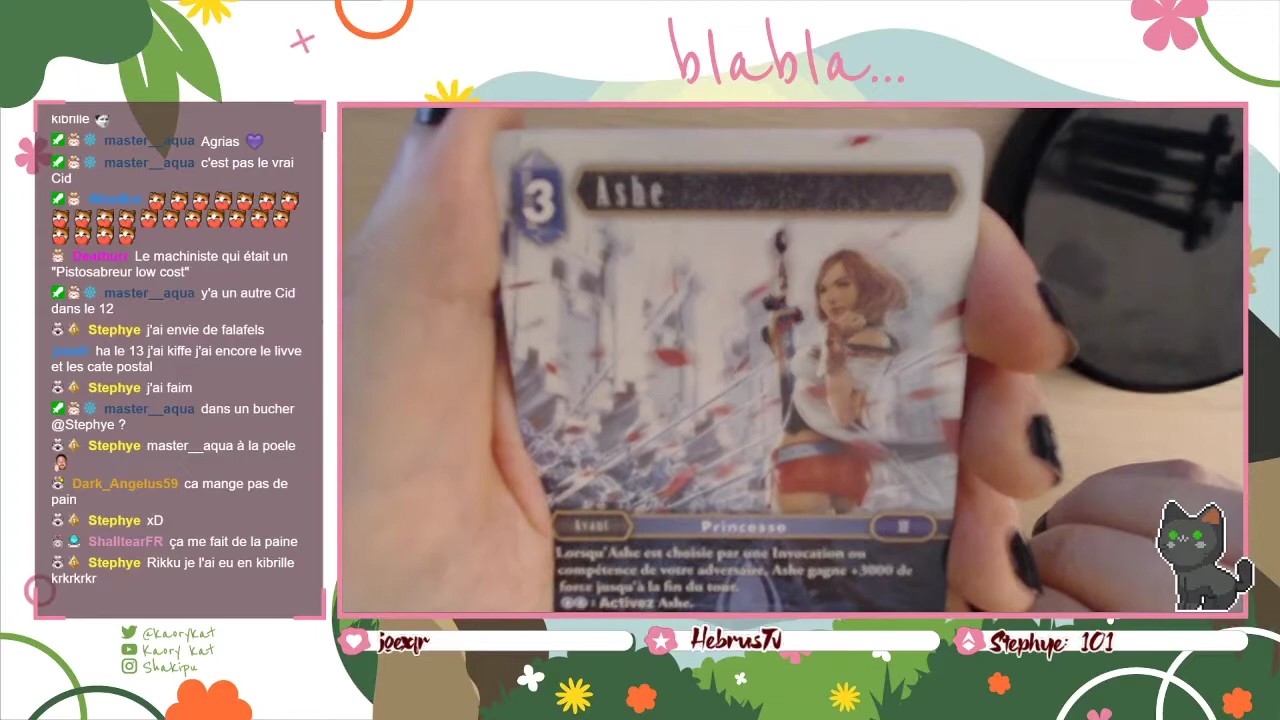 blabla...
kibrille
master__aqua Agrias
master__aqua c'est pas le vrai
Cid
Deathurr Le machiniste qui était un
"Pistosabreur low cost"
master__aqua y'a un autre Cid
dans le 12
Stephye j'ai envie de falafels
ha le 13 j'ai kiffe j'ai encore le livve
et les cate postal
Stephye j'ai faim
master__aqua dans un bucher
@Stephye ?
Stephye master__aqua à la poele
Dark_Angelus59 ca mange pas de
pain
Stephye xD
ShalltearFR ça me fait de la paine
Stephye Rikku je l'ai eu en kibrille
krkrkrkr
3
Ashe
Avant
Princesse
XII
Lorsqu'Ashe est choisie par une Invocation ou
compétence de votre adversaire, Ashe gagne +3000 de
force jusqu'à la fin du tour.
: Activez Ashe.
@kaorykat
Kaory kat
Shakipu
joexjr
HebrusTv
Stephye: 101